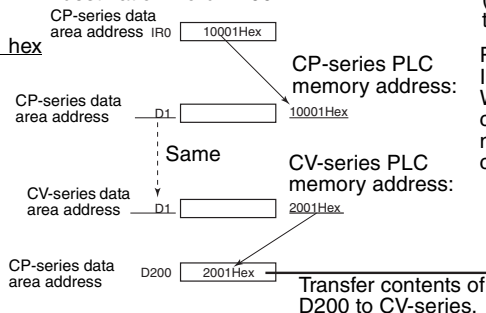 CP-series data
area address IR0 10001Hex
hex
CP-series PLC
memory address:
CP-series data
area address D1 10001Hex
Same
CV-series PLC
memory address:
CV-series data
area address D1 2001Hex
CP-series data
area address D200 2001Hex
Transfer contents of
D200 to CV-series.